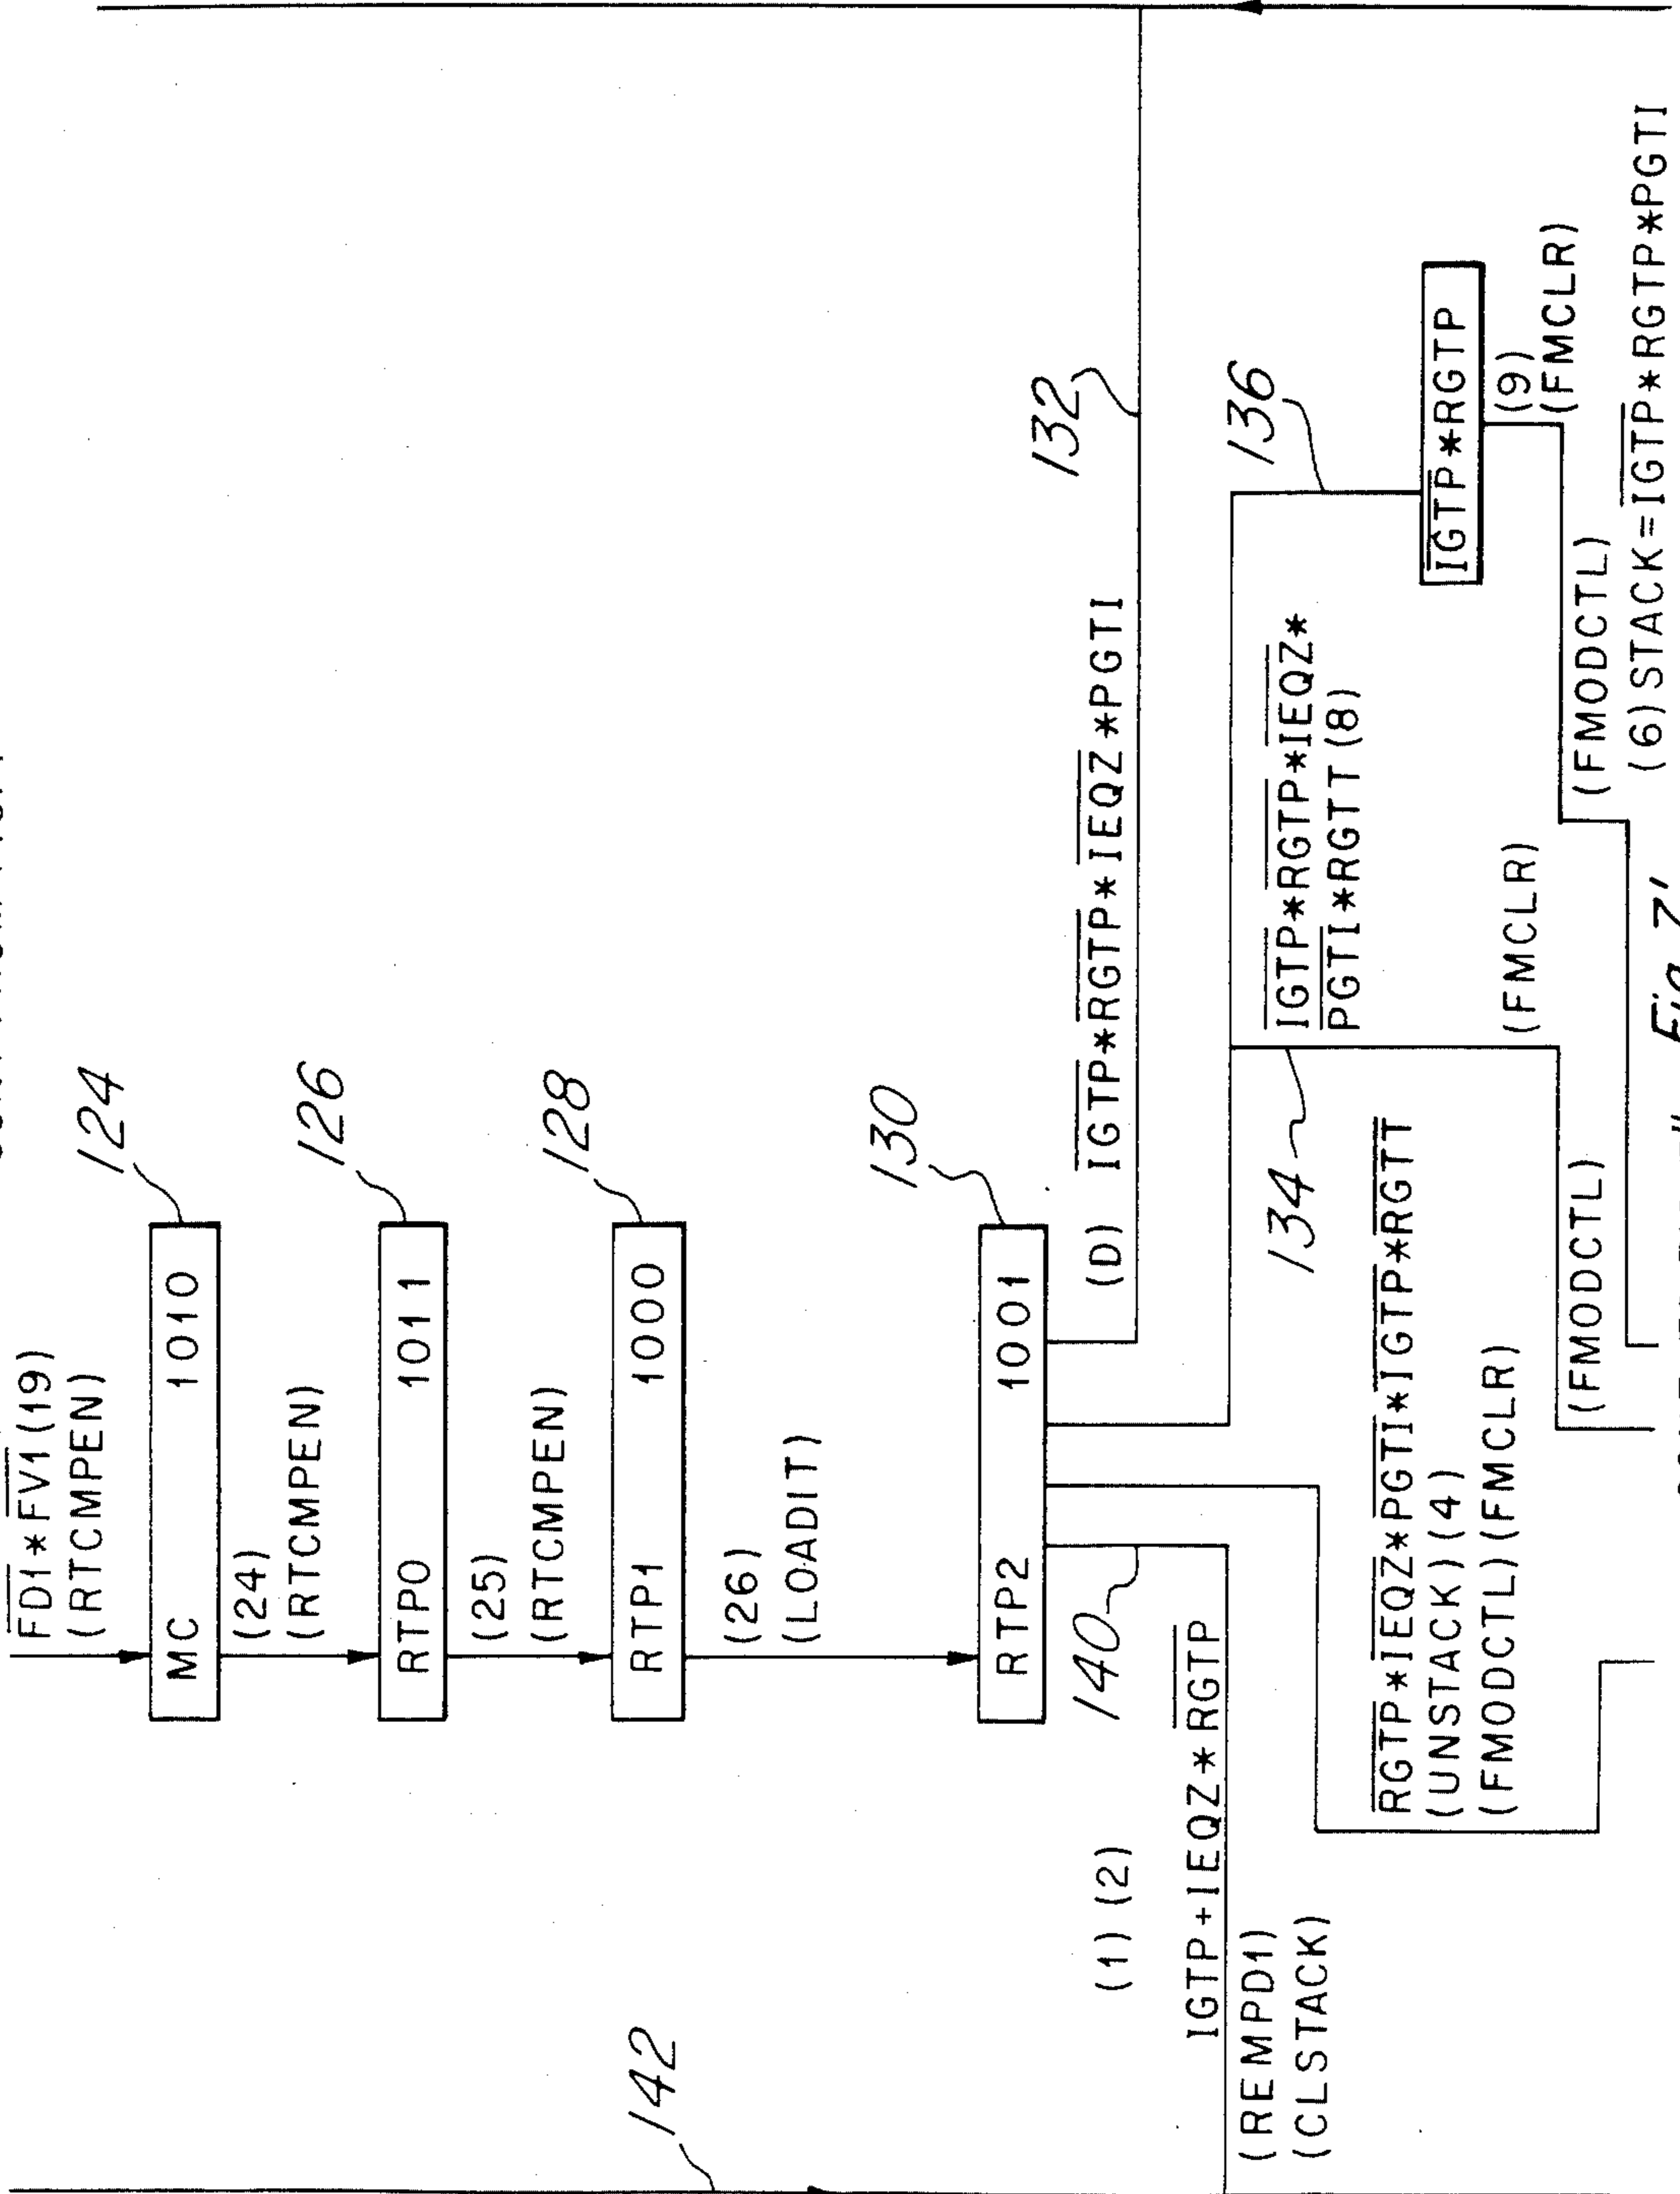 FD1*FV1 (19)
(RTCMPEN)
124
MC 1010
(24)
(RTCMPEN)
126
RTP0 1011
(25)
(RTCMPEN)
128
RTP1 1000
(26)
(LOADIT)
130
RTP2 1001
142
132
(D) IGTP*RGTP*IEQZ*PGTI
140
(1) (2)
IGTP+IEQZ*RGTP
(REMPD1)
(CLSTACK)
134
136
IGTP*RGTP*IEQZ*
PGTI*RGTT (8)
RGTP*IEQZ*PGTI*IGTP*RGTT
(UNSTACK) (4)
(FMODCTL) (FMCLR)
IGTP*RGTP
(9)
(FMCLR)
(FMCLR)
(FMODCTL)
(FMODCTL)
(6) STACK=IGTP*RGTP*PGTI
Fig. 7'